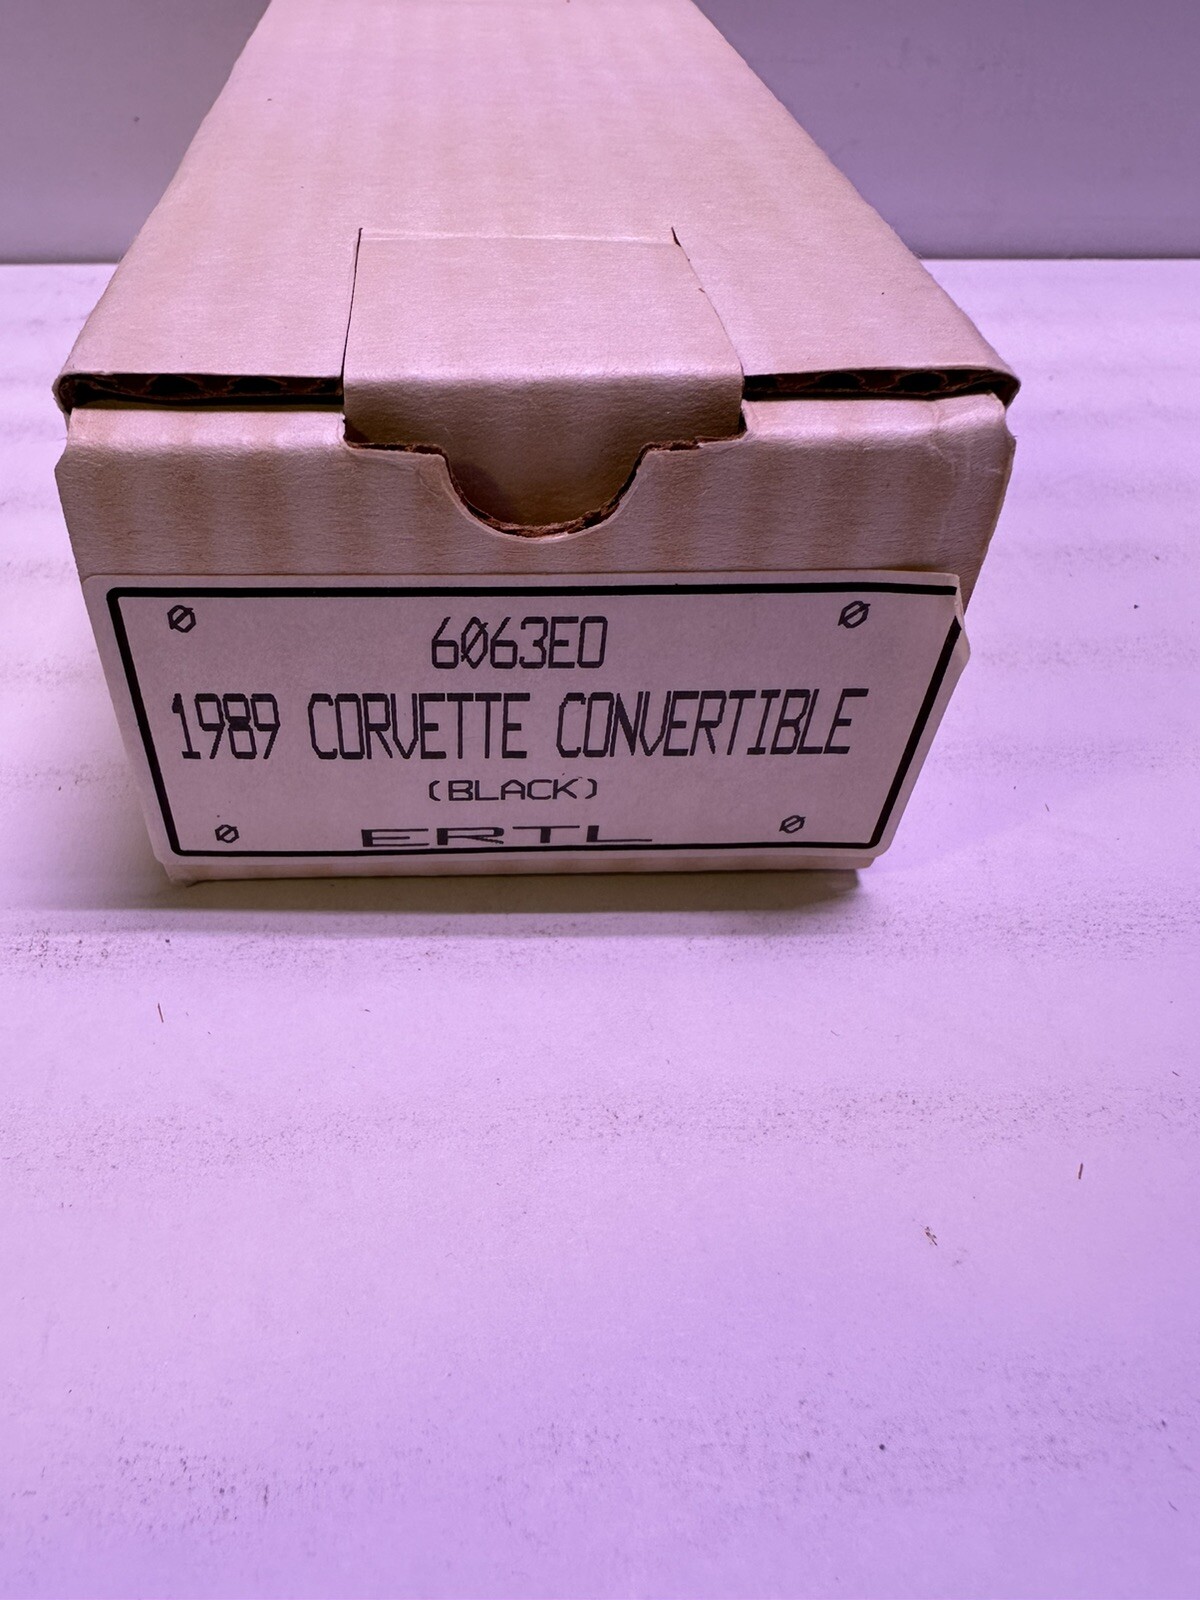 6063EO
1989 CORVETTE CONVERTIBLE
(BLACK)
ERTL